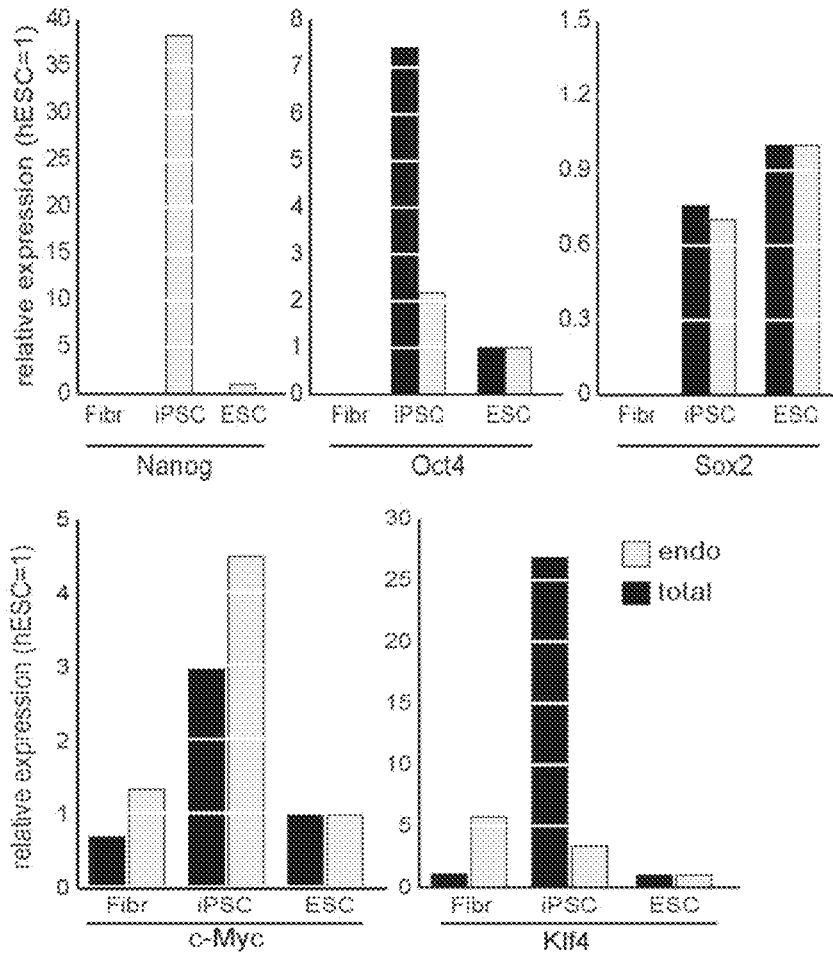 relative expression (hESC=1)
40
35
30
25
20
15
10
5
0
Fibr iPSC ESC
Nanog
8
7
6
5
4
3
2
1
0
Fibr iPSC ESC
Oct4
1.5
1.2
0.9
0.6
0.3
0
Fibr iPSC ESC
Sox2
relative expression (hESC=1)
5
4
3
2
1
0
Fibr iPSC ESC
c-Myc
30
25
20
15
10
5
0
Fibr iPSC ESC
Klf4
endo
total